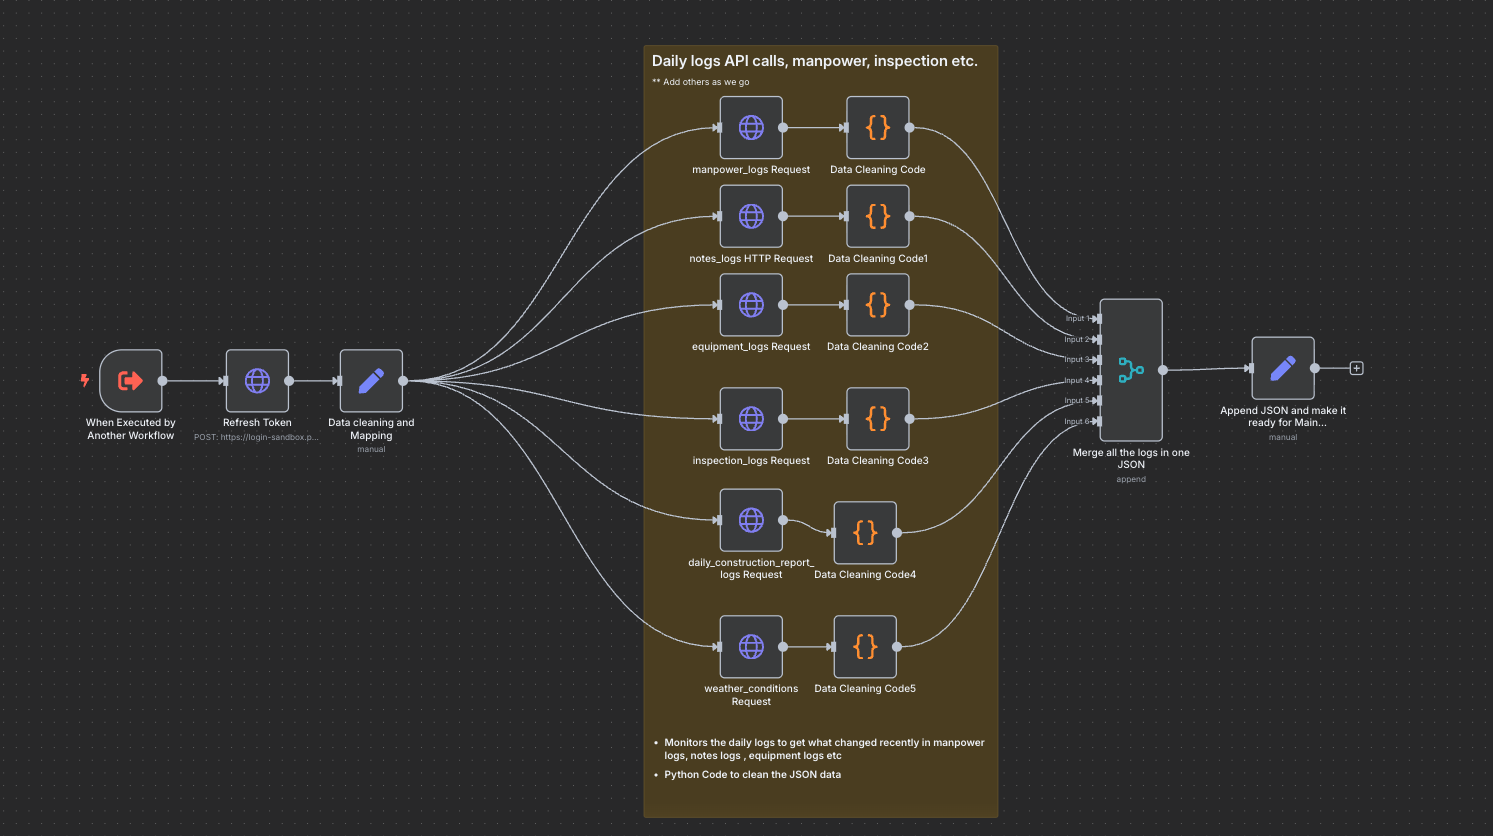 Daily logs API calls, manpower, inspection etc.
** Add others as we go
manpower_logs Request
Data Cleaning Code
notes_logs HTTP Request
Data Cleaning Code1
equipment_logs Request
Data Cleaning Code2
Input 1
Input 2
Input 3
Input 4
Input 5
Input 6
When Executed by
Another Workflow
Refresh Token
POST: https://login-sandbox.p...
Data cleaning and
Mapping
manual
inspection_logs Request
Data Cleaning Code3
Merge all the logs in one
JSON
append
Append JSON and make it
ready for Main...
manual
daily_construction_report_
logs Request
Data Cleaning Code4
weather_conditions
Request
Data Cleaning Code5
• Monitors the daily logs to get what changed recently in manpower
logs, notes logs , equipment logs etc
• Python Code to clean the JSON data